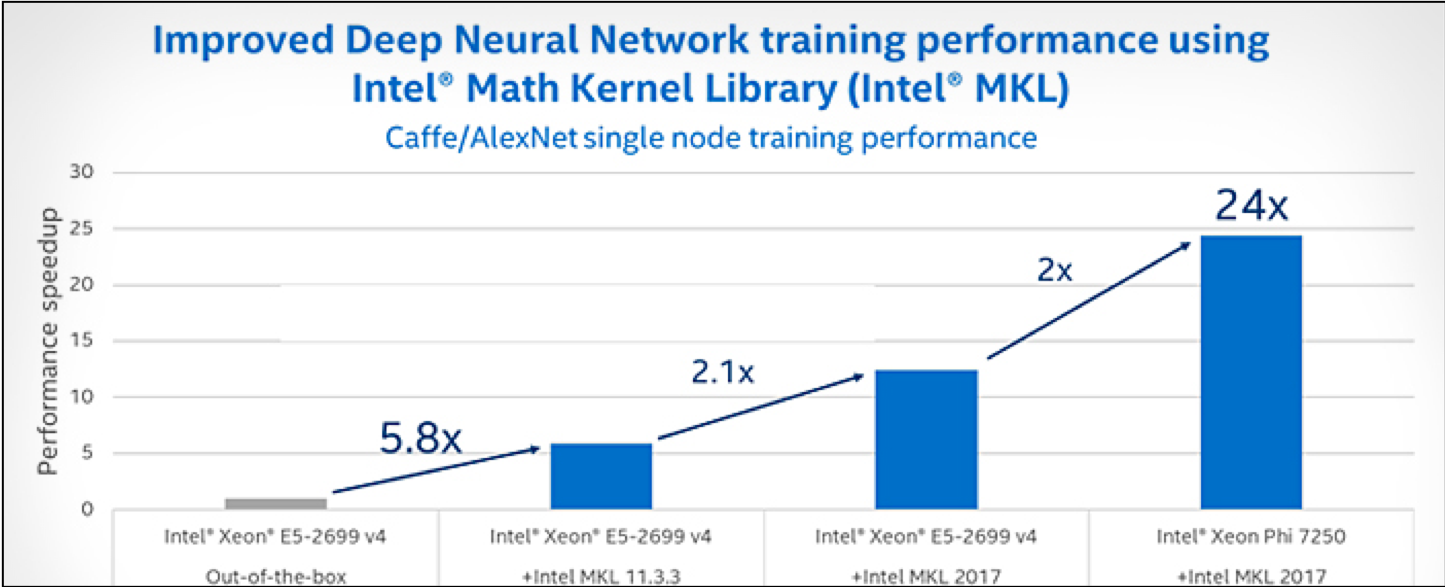 Improved Deep Neural Network training performance using
Intel® Math Kernel Library (Intel® MKL)
Caffe/AlexNet single node training performance
Performance speedup
30
25
20
15
10
5
0
5.8x
2.1x
2x
24x
Intel® Xeon® E5-2699 v4
Out-of-the-box
Intel® Xeon® E5-2699 v4
+Intel MKL 11.3.3
Intel® Xeon® E5-2699 v4
+Intel MKL 2017
Intel® Xeon Phi 7250
+Intel MKL 2017